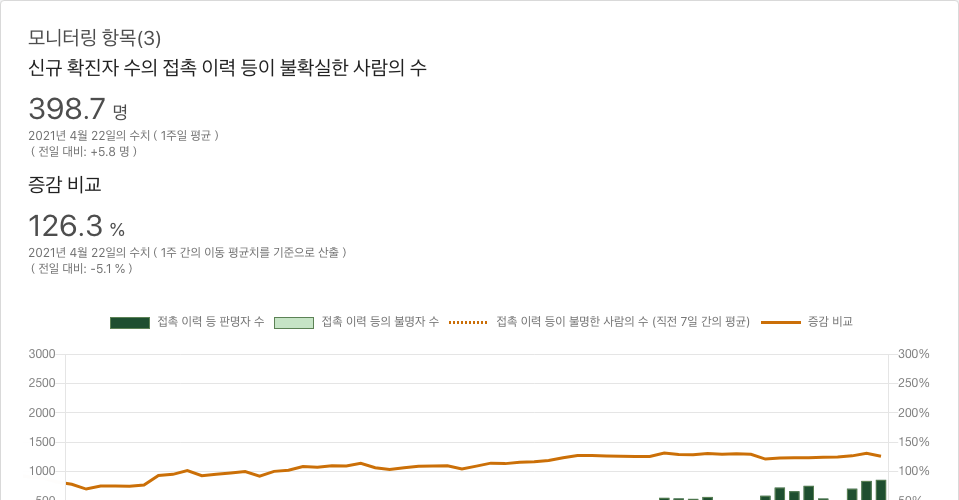 모니터링 항목(3)
신규 확진자 수의 접촉 이력 등이 불확실한 사람의 수
398.7 명
2021년 4월 22일의 수치 ( 1주일 평균 )
( 전일 대비: +5.8 명 )
증감 비교
126.3 %
2021년 4월 22일의 수치 ( 1주 간의 이동 평균치를 기준으로 산출 )
( 전일 대비: -5.1 % )
접촉 이력 등 판명자 수 접촉 이력 등의 불명자 수 접촉 이력 등이 불명한 사람의 수 (직전 7일 간의 평균) 증감 비교
3000 300%
2500 250%
2000 200%
1500 150%
1000 100%
500 50%